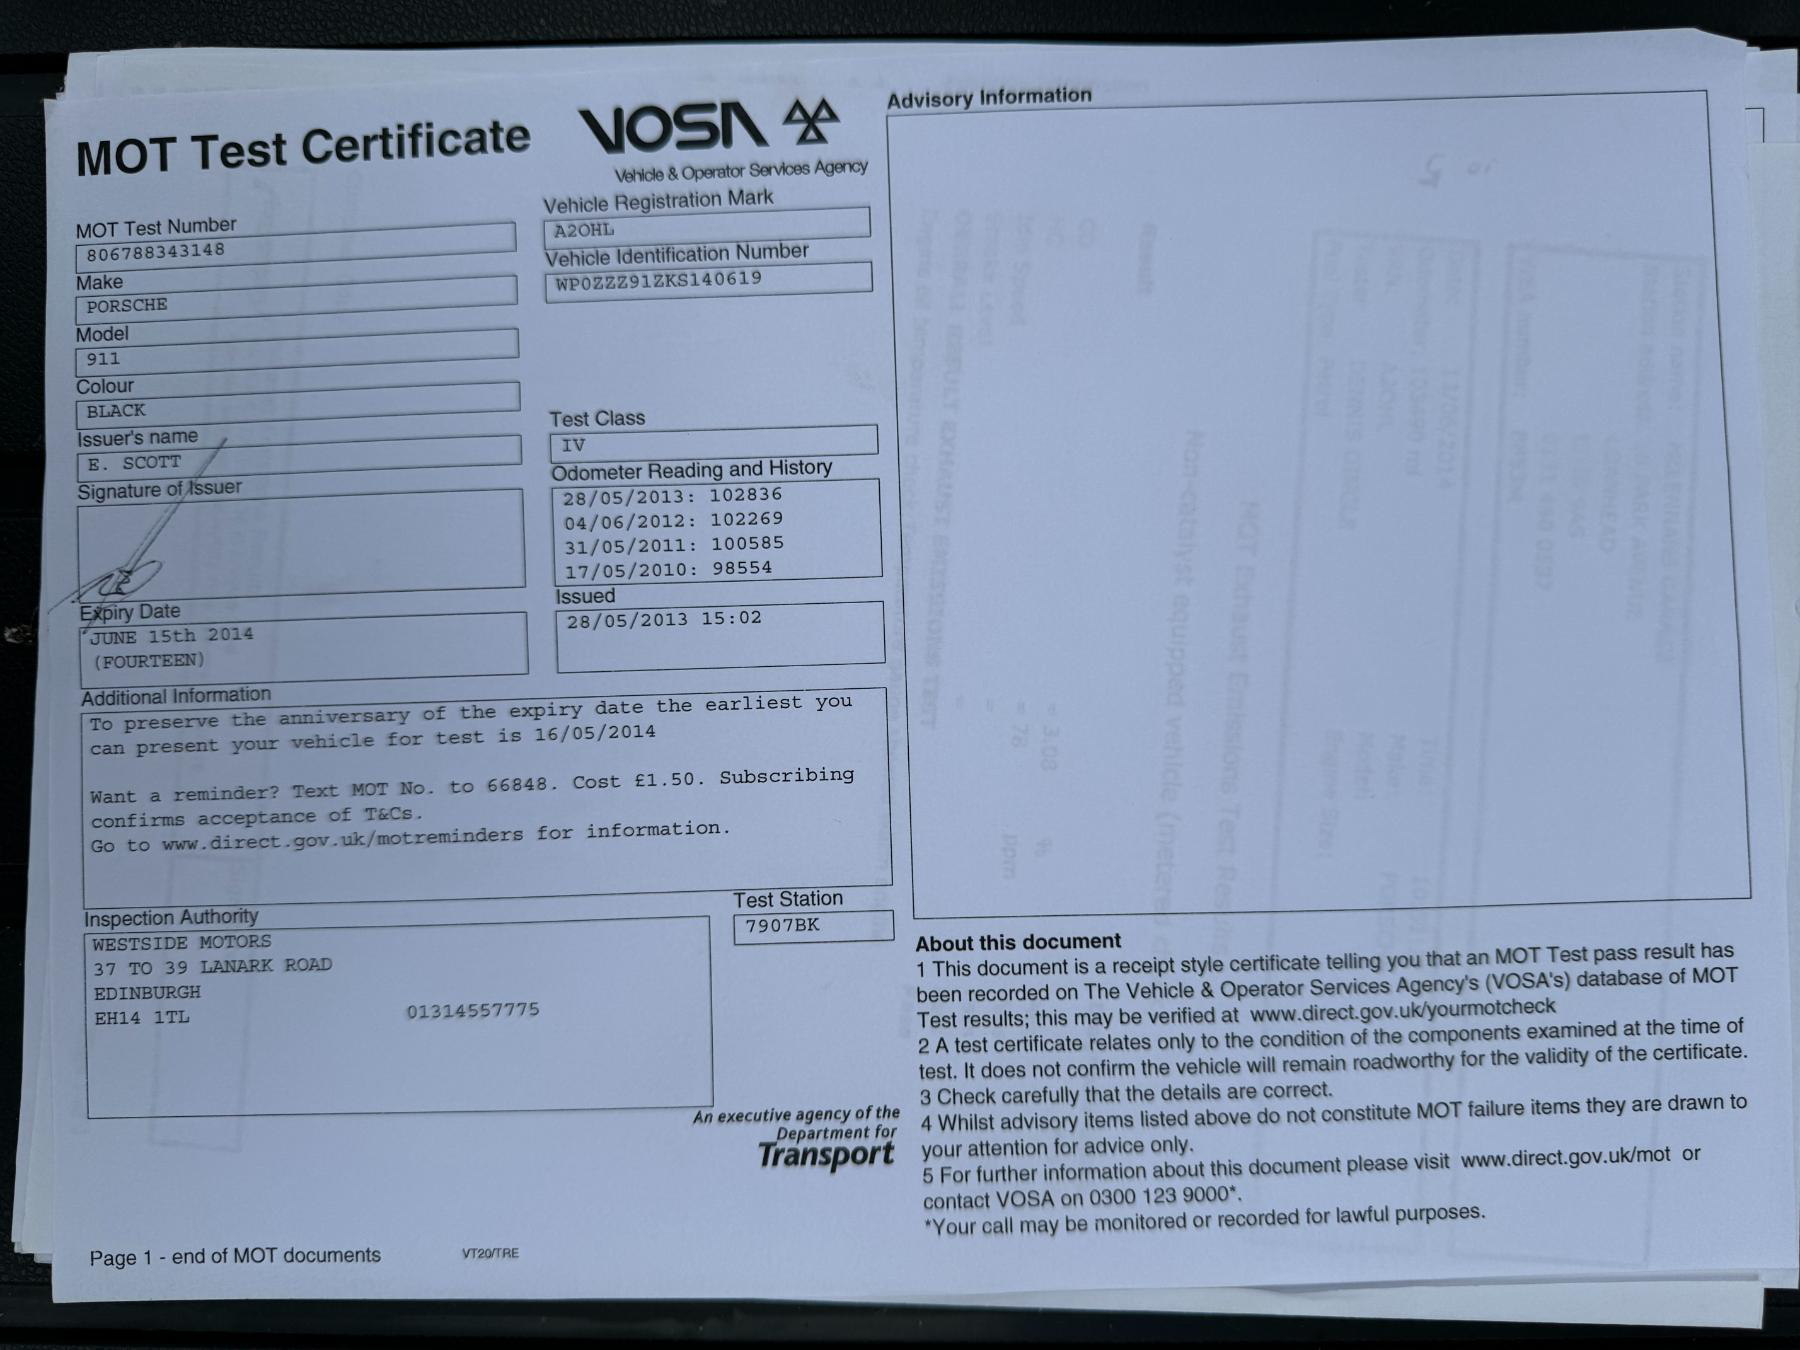 MOT Test Certificate
VOSA
Vehicle & Operator Services Agency
MOT Test Number
806788343148
Make
PORSCHE
Model
911
Colour
BLACK
Issuer's name
E. SCOTT
Signature of Issuer
Expiry Date
JUNE 15th 2014
(FOURTEEN)
Vehicle Registration Mark
A2OHL
Vehicle Identification Number
WP0ZZZ91ZKS140619
Test Class
IV
Odometer Reading and History
28/05/2013: 102836
04/06/2012: 102269
31/05/2011: 100585
17/05/2010: 98554
Issued
28/05/2013 15:02
Additional Information
To preserve the anniversary of the expiry date the earliest you
can present your vehicle for test is 16/05/2014
Want a reminder? Text MOT No. to 66848. Cost £1.50. Subscribing
confirms acceptance of T&Cs.
Go to www.direct.gov.uk/motreminders for information.
Inspection Authority
WESTSIDE MOTORS
37 TO 39 LANARK ROAD
EDINBURGH
EH14 1TL
01314557775
Test Station
7907BK
An executive agency of the
Department for
Transport
Page 1 - end of MOT documents
VT20/TRE
Advisory Information
About this document
1 This document is a receipt style certificate telling you that an MOT Test pass result has
been recorded on The Vehicle & Operator Services Agency's (VOSA's) database of MOT
Test results; this may be verified at www.direct.gov.uk/yourmotcheck
2 A test certificate relates only to the condition of the components examined at the time of
test. It does not confirm the vehicle will remain roadworthy for the validity of the certificate.
3 Check carefully that the details are correct.
4 Whilst advisory items listed above do not constitute MOT failure items they are drawn to
your attention for advice only.
5 For further information about this document please visit www.direct.gov.uk/mot or
contact VOSA on 0300 123 9000*.
*Your call may be monitored or recorded for lawful purposes.